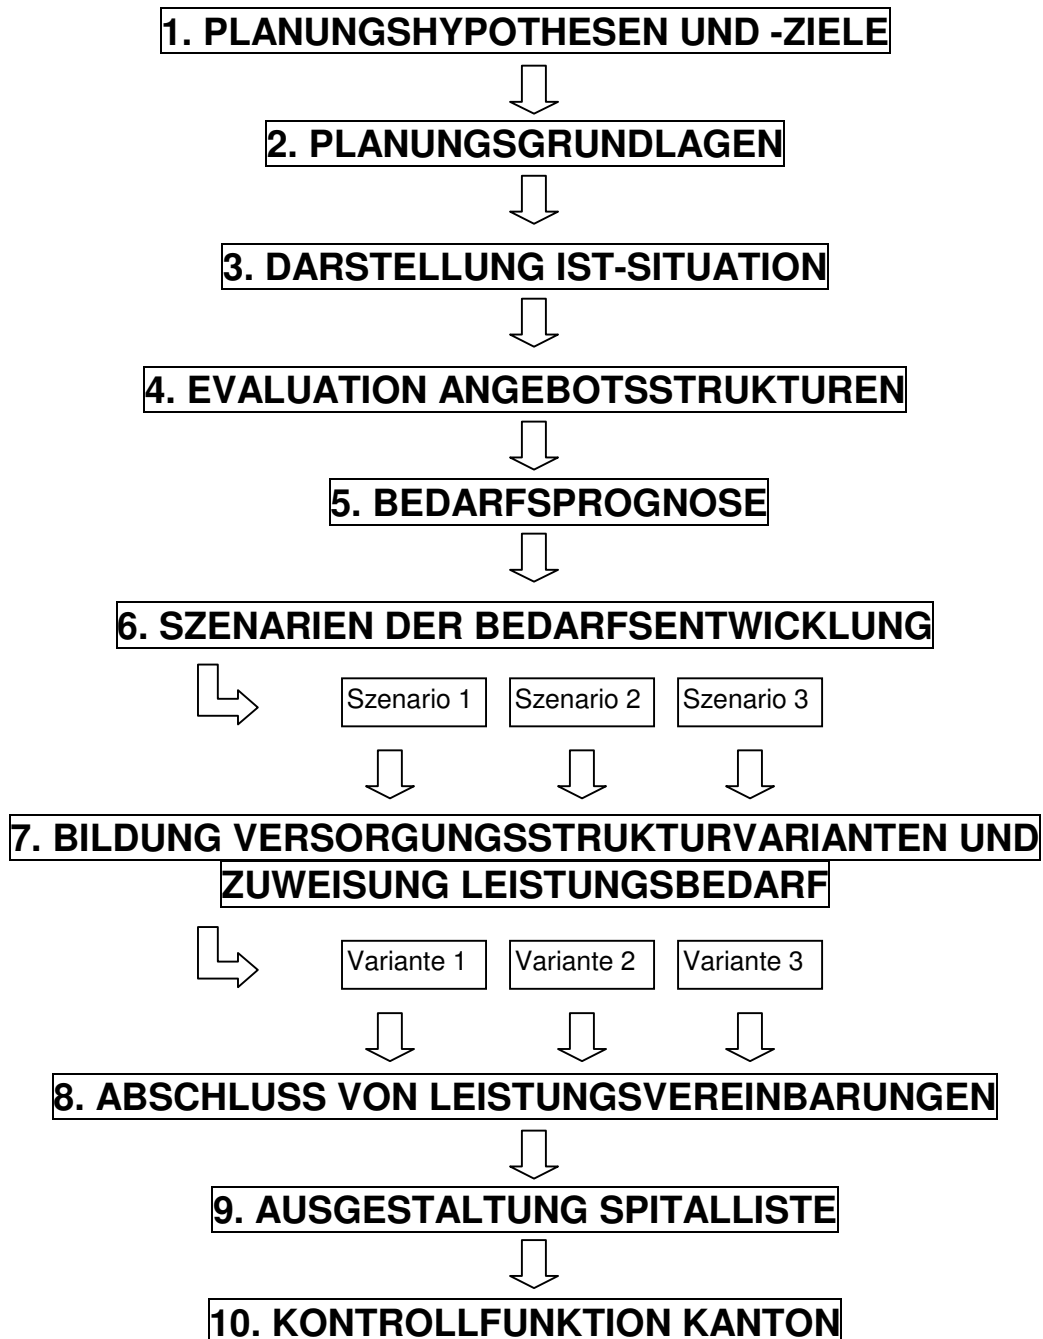 1. PLANUNGSHYPOTHESEN UND -ZIELE
2. PLANUNGSGRUNDLAGEN
3. DARSTELLUNG IST-SITUATION
4. EVALUATION ANGEBOTSSTRUKTUREN
5. BEDARFSPROGNOSE
6. SZENARIEN DER BEDARFSENTWICKLUNG
Szenario 1 Szenario 2 Szenario 3
7. BILDUNG VERSORGUNGSSTRUKTURVARIANTEN UND
ZUWEISUNG LEISTUNGSBEDARF
Variante 1 Variante 2 Variante 3
8. ABSCHLUSS VON LEISTUNGSVEREINBARUNGEN
9. AUSGESTALTUNG SPITALLISTE
10. KONTROLLFUNKTION KANTON